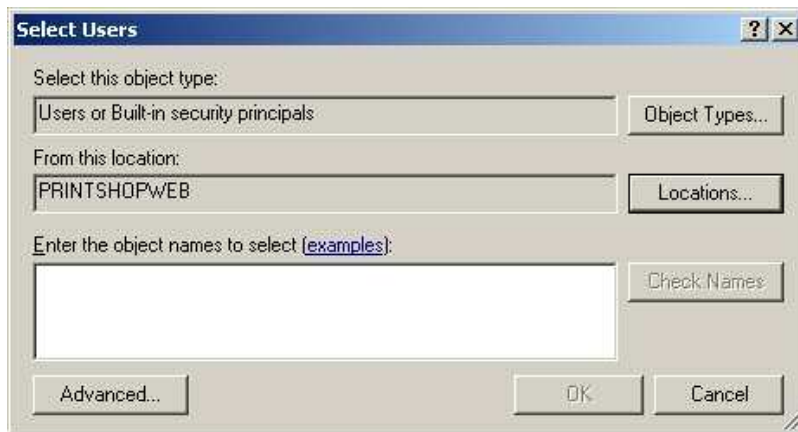 Select Users
Select this object type:
Users or Built-in security principals
Object Types...
From this location:
PRINTSHOPWEB
Locations...
Enter the object names to select (examples):
Check Names
Advanced...
OK
Cancel